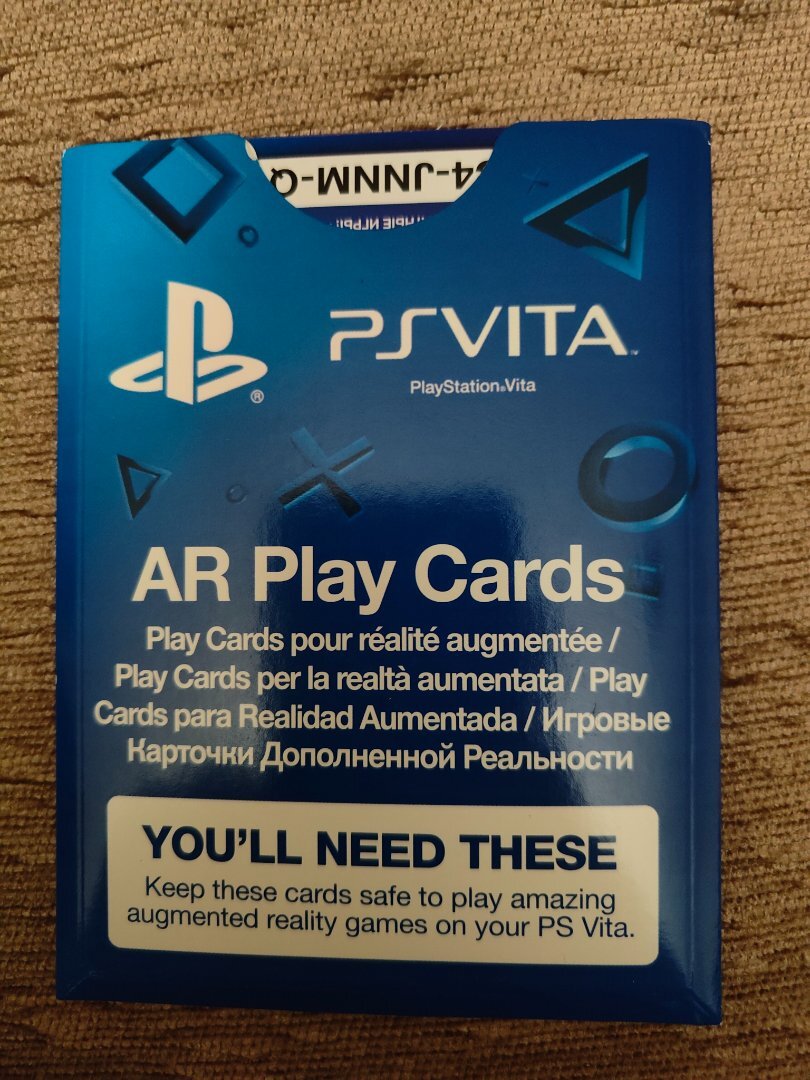 34-JNNM-Q
PSVITA
PlayStation®Vita
AR Play Cards
Play Cards pour réalité augmentée /
Play Cards per la realtà aumentata / Play
Cards para Realidad Aumentada / Игровые
Карточки Дополненной Реальности
YOU'LL NEED THESE
Keep these cards safe to play amazing
augmented reality games on your PS Vita.